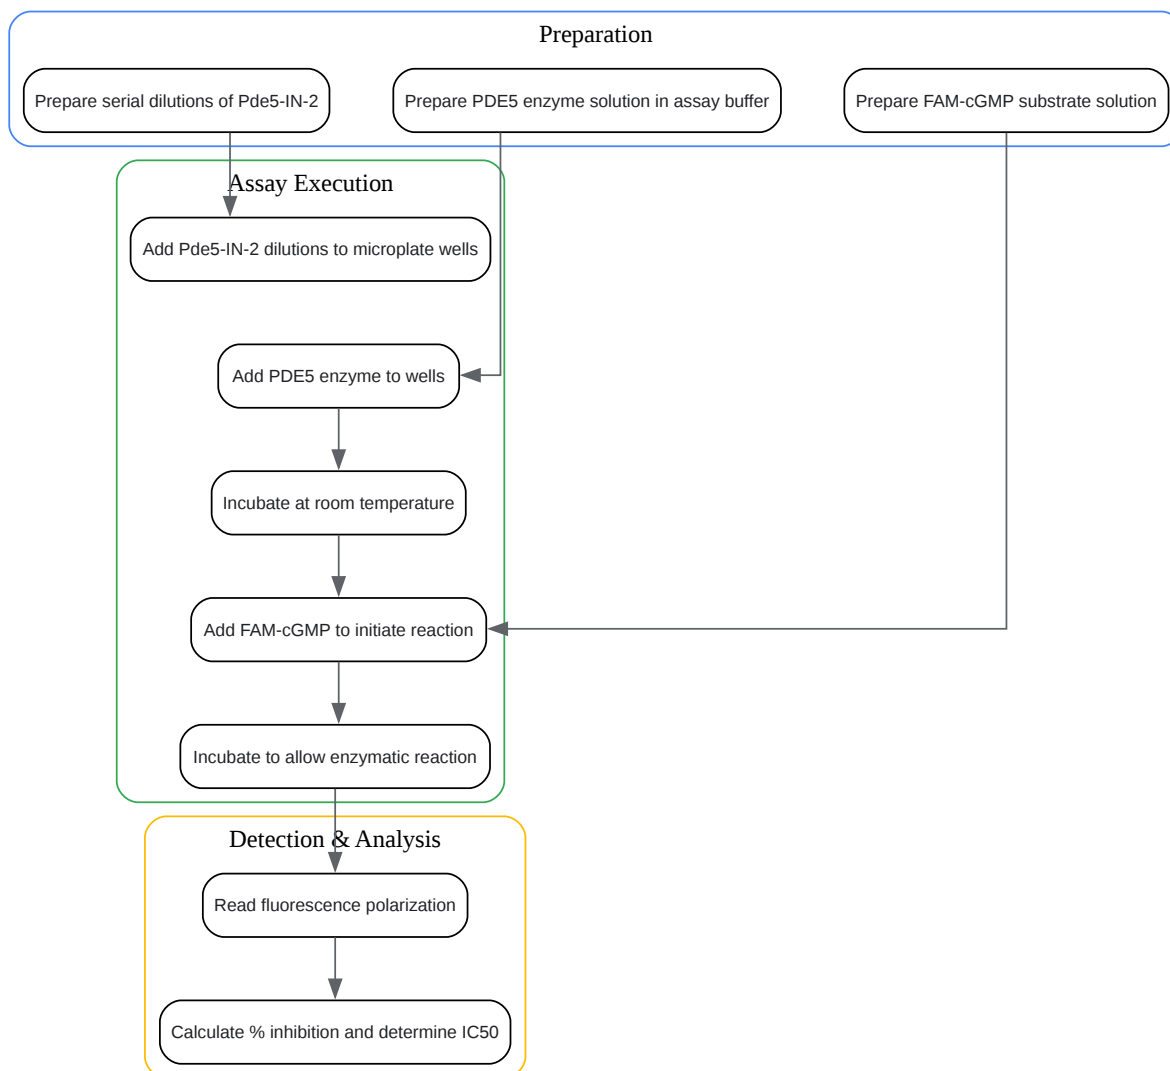 Preparation
Prepare serial dilutions of Pde5-IN-2
Prepare PDE5 enzyme solution in assay buffer
Prepare FAM-cGMP substrate solution
Assay Execution
Add Pde5-IN-2 dilutions to microplate wells
Add PDE5 enzyme to wells
Incubate at room temperature
Add FAM-cGMP to initiate reaction
Incubate to allow enzymatic reaction
Detection & Analysis
Read fluorescence polarization
Calculate % inhibition and determine IC50